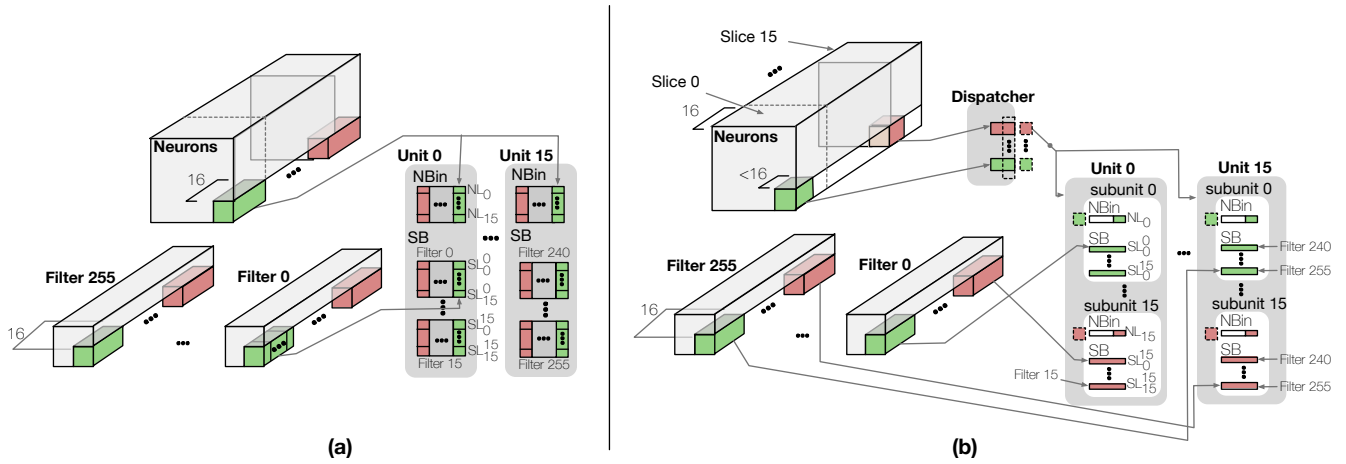 Neurons
16
Filter 255
16
Filter 0
Unit 0
NBin
NL0
NL15
SB
Filter 0
SL0 0
SL0 15
SL15 0
SL15 15
Filter 15
Unit 15
NBin
SB
Filter 240
Filter 255
(a)
Slice 15
Slice 0
16
Neurons
<16
Dispatcher
Filter 255
16
Filter 0
Unit 0
subunit 0
NBin
NL0
SB
SL0 0
SL0 15
subunit 15
NBin
NL15
SB
SL15 0
Filter 15
SL15 15
Unit 15
subunit 0
NBin
SB
Filter 240
Filter 255
subunit 15
NBin
SB
Filter 240
Filter 255
(b)